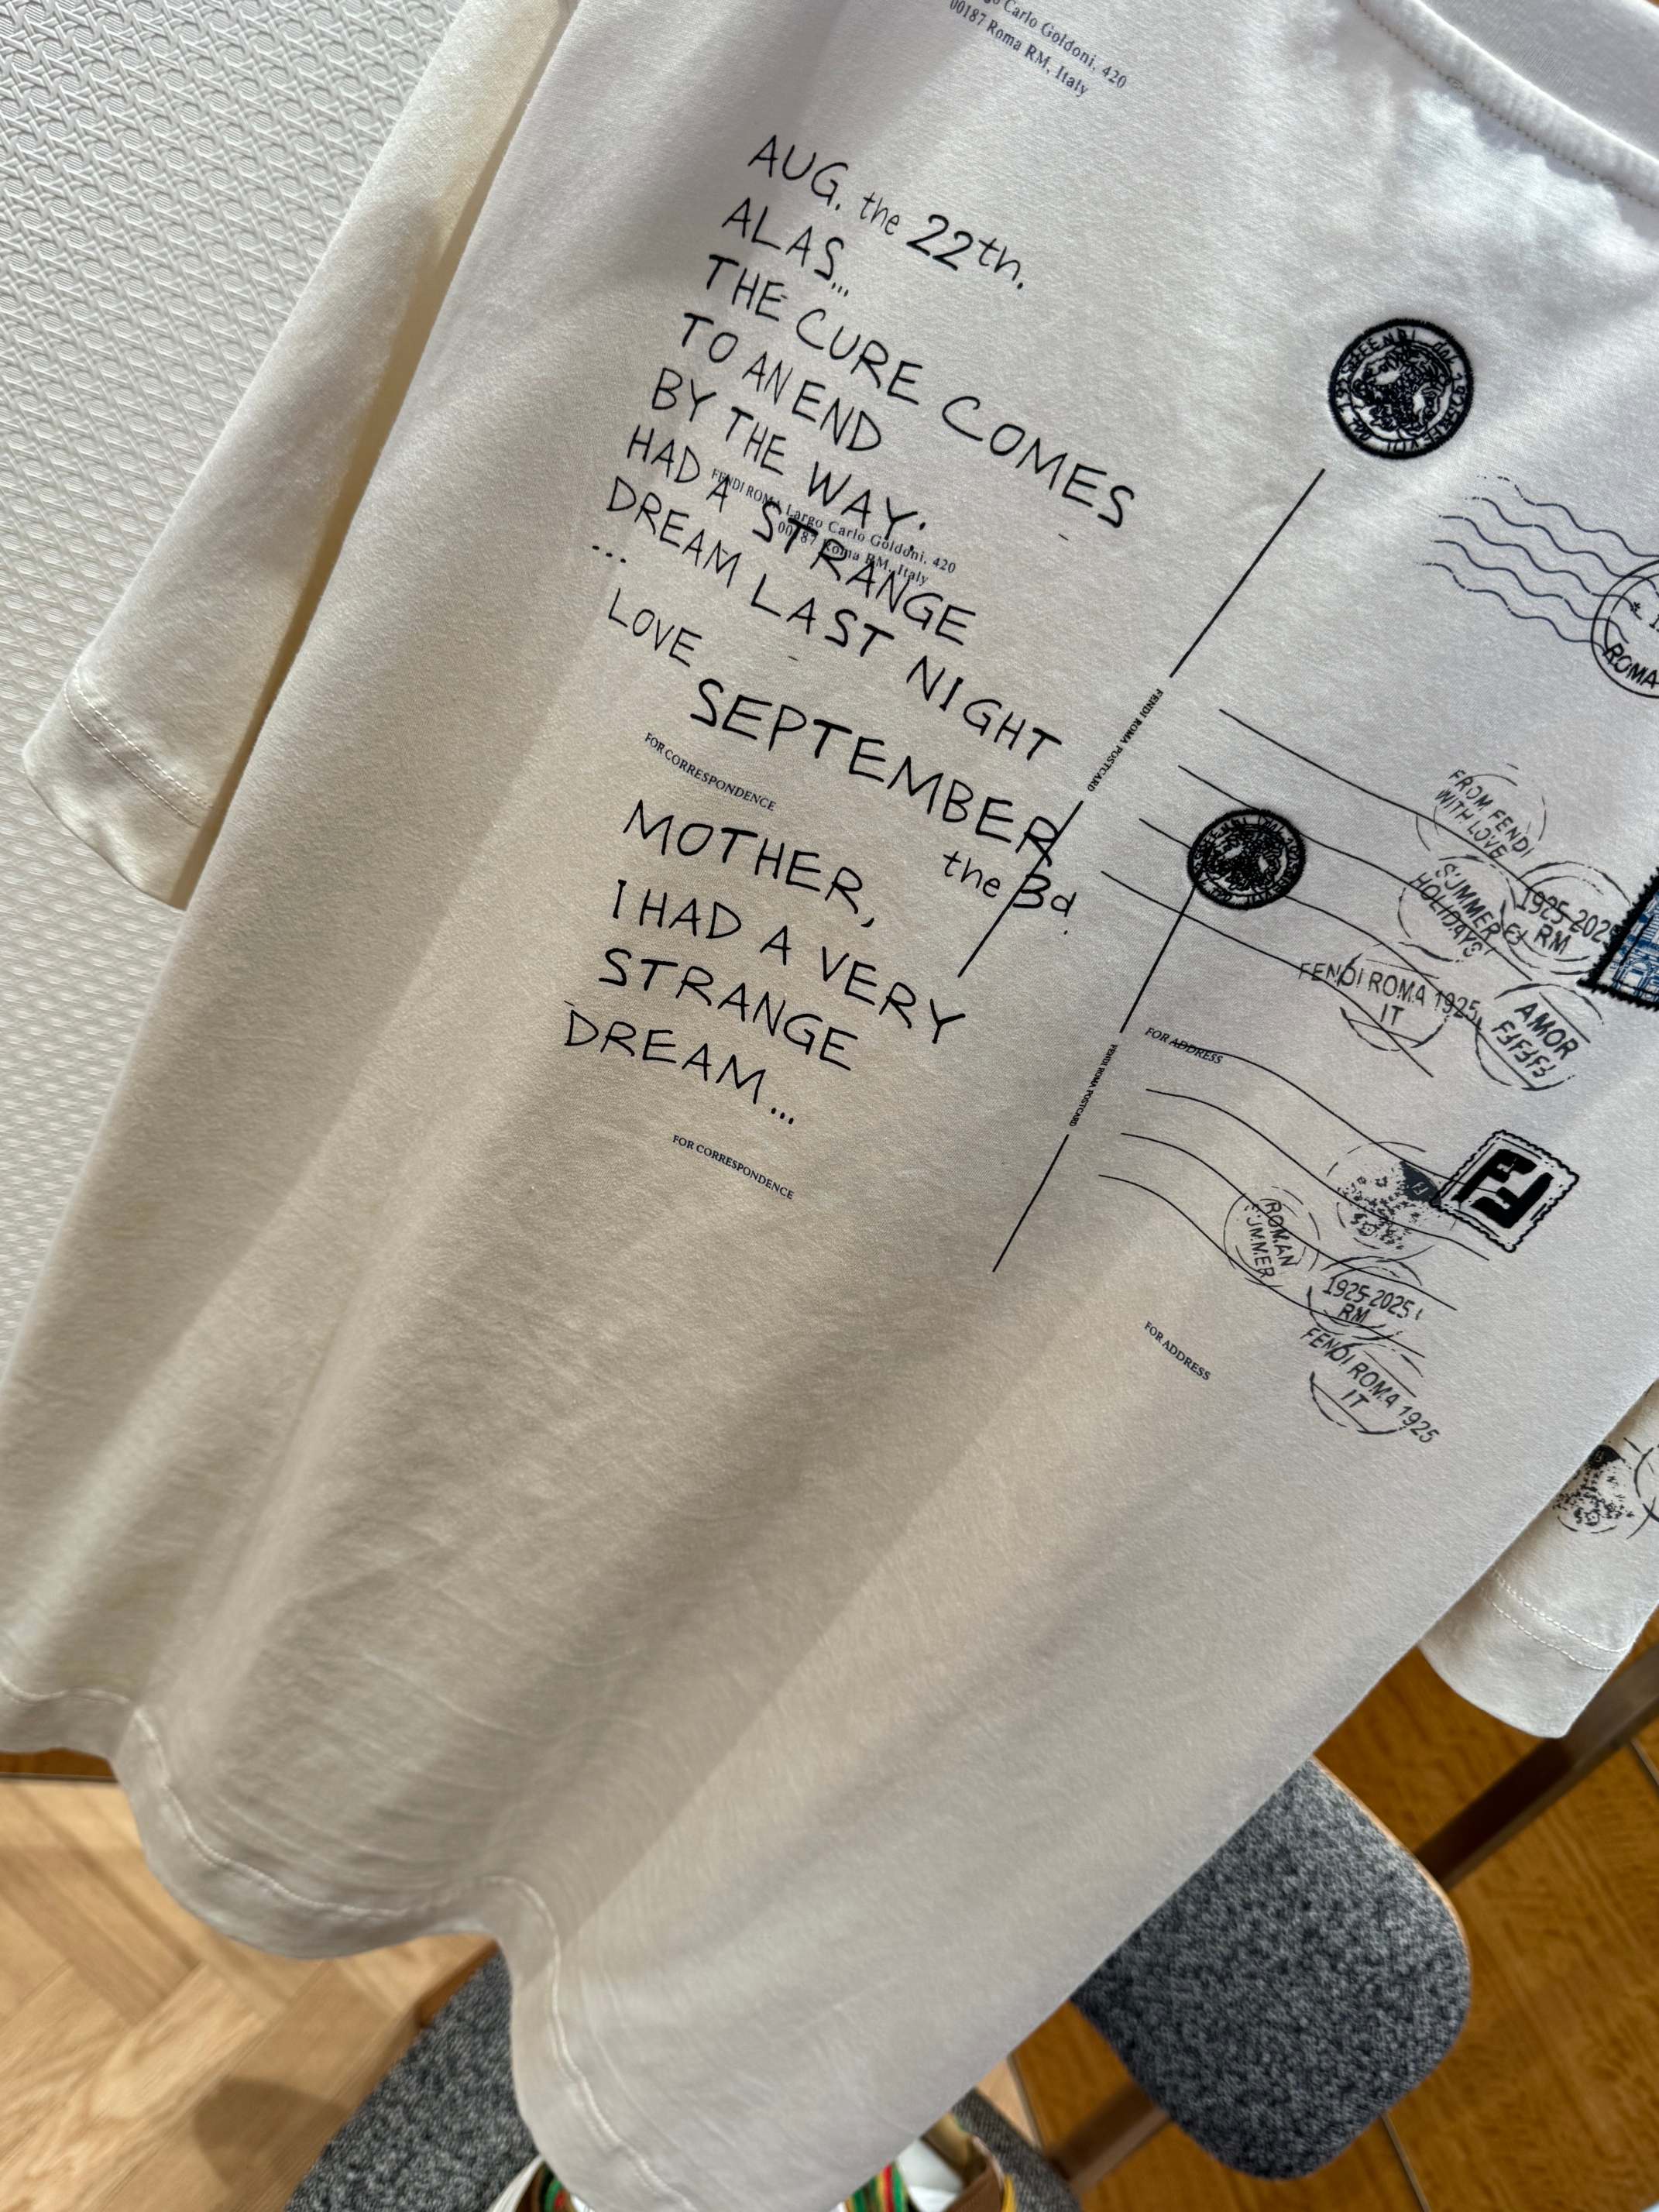 Carlo Goldoni, 420
00187 Roma RM, Italy
AUG. the 22th.
ALAS...
THE CURE COMES
TO AN END
BY THE WAY.
HAD A STRANGE
DREAM LAST NIGHT
...
LOVE
FENDI ROMA Largo Carlo Goldoni, 420
00187 Roma RM, Italy
SEPTEMBER
the 3d.
FOR CORRESPONDENCE
MOTHER,
I HAD A VERY
STRANGE
DREAM...
FOR CORRESPONDENCE
FENDI ROMA POSTCARD
FENDI ROMA POSTCARD
ROMA
FROM FENDI
WITH LOVE
SUMMER
HOLIDAYS
1925-2025
RM
FENDI ROMA 1925
IT
AMOR
FOR ADDRESS
ROMAN
1925-2025
RM
FENDI ROMA 1925
IT
FOR ADDRESS